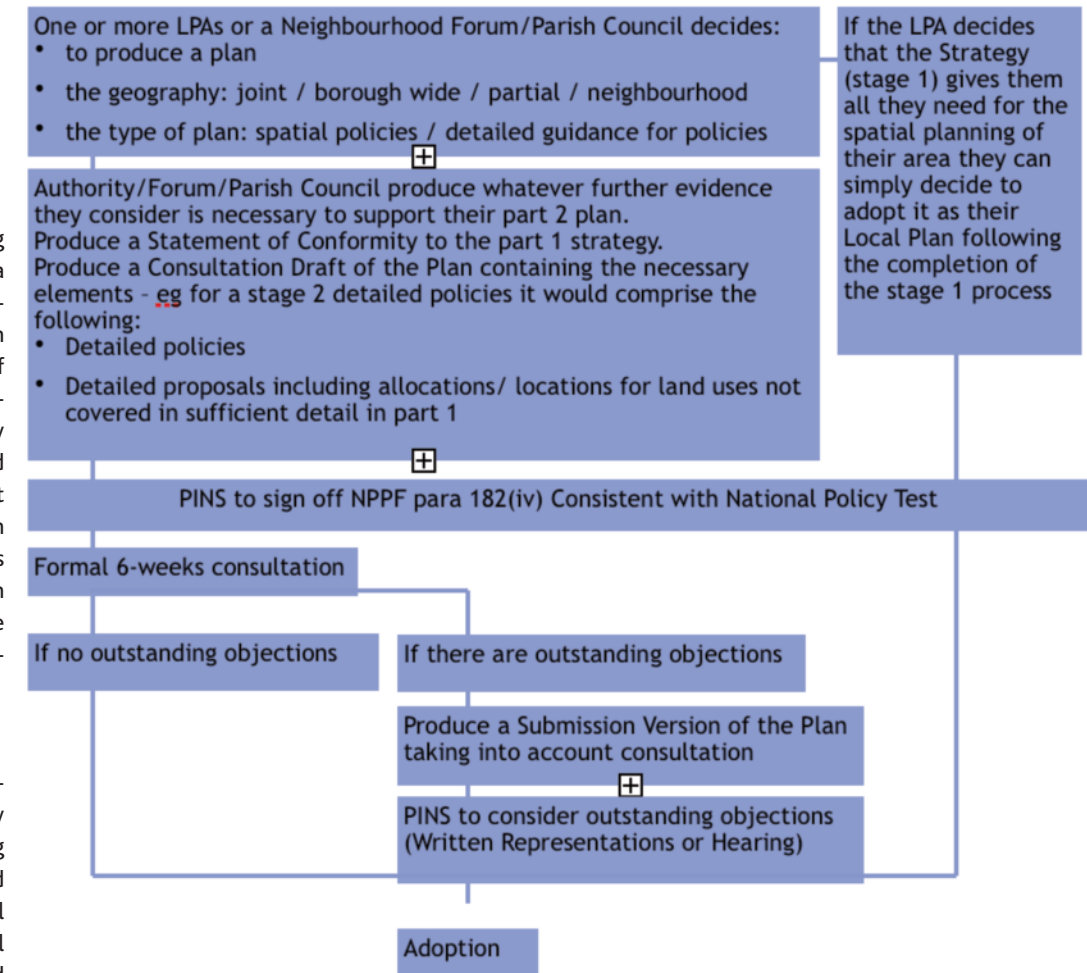 One or more LPAs or a Neighbourhood Forum/Parish Council decides:
• to produce a plan
• the geography: joint / borough wide / partial / neighbourhood
• the type of plan: spatial policies / detailed guidance for policies
If the LPA decides
that the Strategy
(stage 1) gives them
all they need for the
spatial planning of
their area they can
simply decide to
adopt it as their
Local Plan following
the completion of
the stage 1 process
Authority/Forum/Parish Council produce whatever further evidence
they consider is necessary to support their part 2 plan.
Produce a Statement of Conformity to the part 1 strategy.
Produce a Consultation Draft of the Plan containing the necessary
elements – eg for a stage 2 detailed policies it would comprise the
following:
• Detailed policies
• Detailed proposals including allocations/ locations for land uses not
covered in sufficient detail in part 1
PINS to sign off NPPF para 182(iv) Consistent with National Policy Test
Formal 6-weeks consultation
If no outstanding objections
If there are outstanding objections
Produce a Submission Version of the Plan
taking into account consultation
PINS to consider outstanding objections
(Written Representations or Hearing)
Adoption